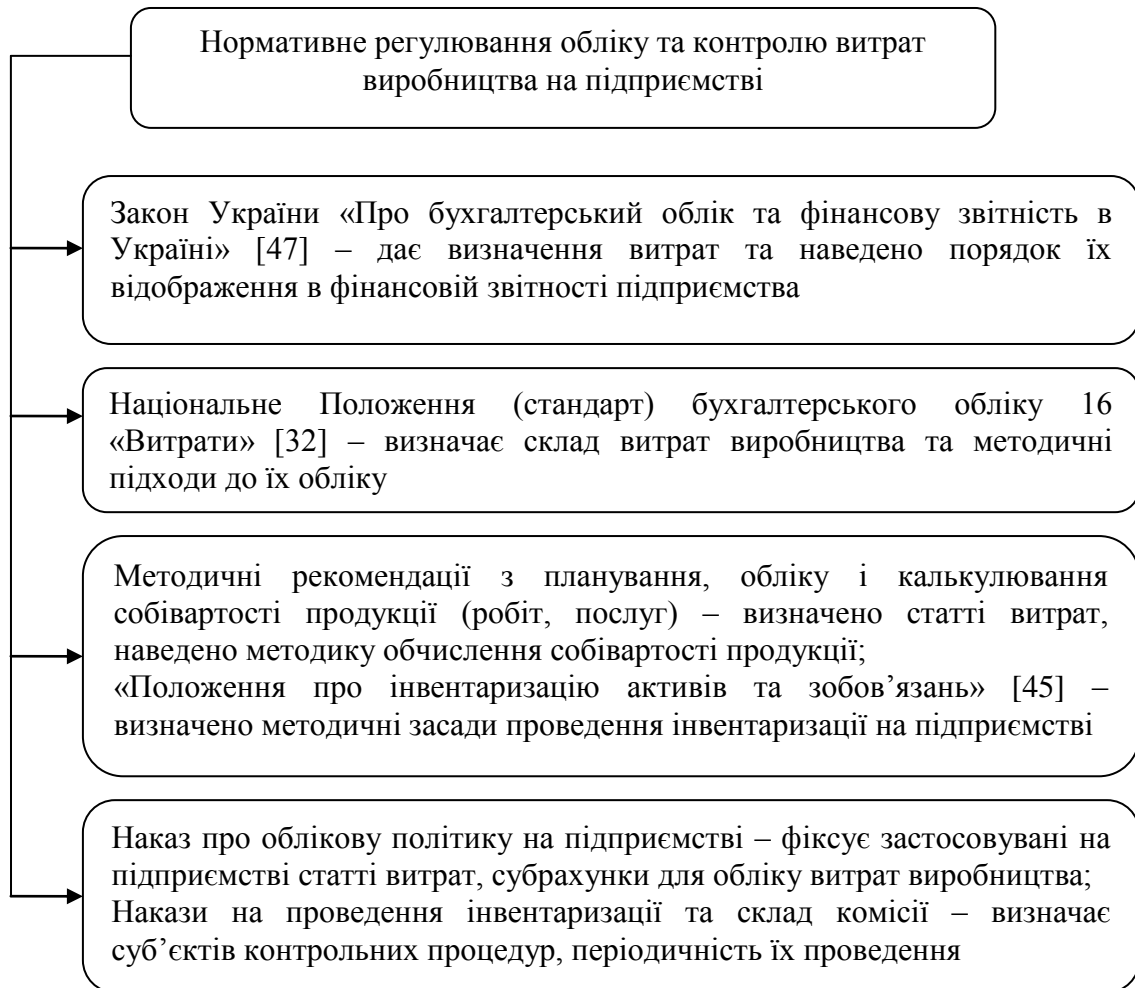 Нормативне регулювання обліку та контролю витрат
виробництва на підприємстві
Закон України «Про бухгалтерський облік та фінансову звітність в
Україні» [47] – дає визначення витрат та наведено порядок їх
відображення в фінансовій звітності підприємства
Національне Положення (стандарт) бухгалтерського обліку 16
«Витрати» [32] – визначає склад витрат виробництва та методичні
підходи до їх обліку
Методичні рекомендації з планування, обліку і калькулювання
собівартості продукції (робіт, послуг) – визначено статті витрат,
наведено методику обчислення собівартості продукції;
«Положення про інвентаризацію активів та зобов’язань» [45] –
визначено методичні засади проведення інвентаризації на підприємстві
Наказ про облікову політику на підприємстві – фіксує застосовувані на
підприємстві статті витрат, субрахунки для обліку витрат виробництва;
Накази на проведення інвентаризації та склад комісії – визначає
суб’єктів контрольних процедур, періодичність їх проведення